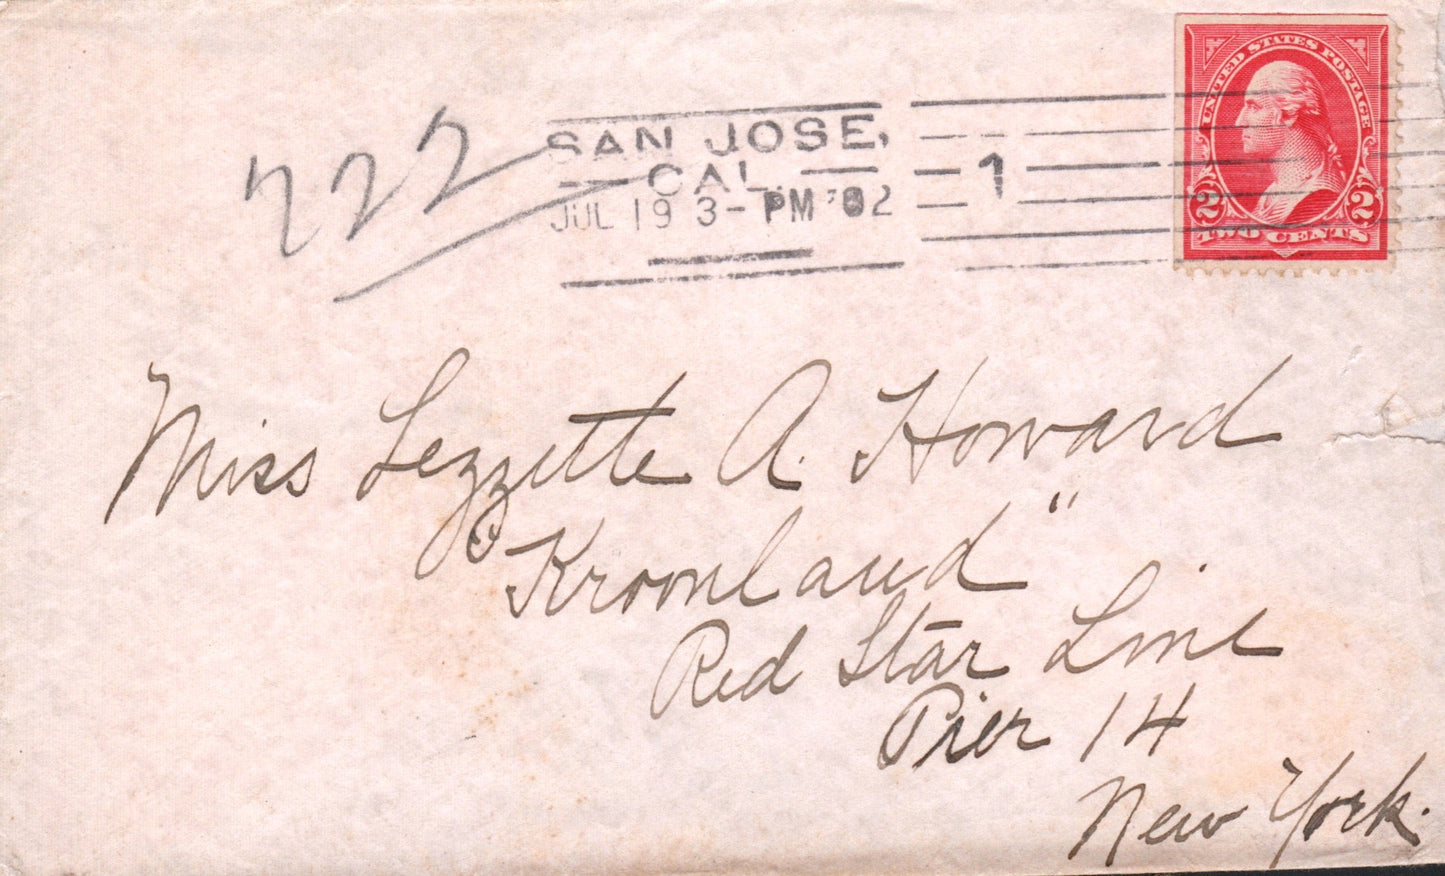 UNITED STATES POSTAGE
2 2
TWO CENTS
SAN JOSE,
CAL.
JUL 19 3-PM '02
1
222
Miss Lezzette A. Howard
"Kroonland"
Red Star Line
Pier 14
New York.